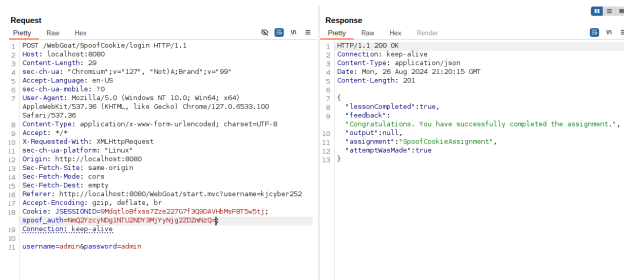 Request
Pretty Raw Hex
1 POST /WebGoat/SpoofCookie/login HTTP/1.1
2 Host: localhost:8080
3 Content-Length: 29
4 sec-ch-ua: "Chromium";v="127", "Not)A;Brand";v="99"
5 Accept-Language: en-US
6 sec-ch-ua-mobile: ?0
7 User-Agent: Mozilla/5.0 (Windows NT 10.0; Win64; x64)
AppleWebKit/537.36 (KHTML, like Gecko) Chrome/127.0.6533.100
Safari/537.36
8 Content-Type: application/x-www-form-urlencoded; charset=UTF-8
9 Accept: */*
10 X-Requested-With: XMLHttpRequest
11 sec-ch-ua-platform: "Linux"
12 Origin: http://localhost:8080
13 Sec-Fetch-Site: same-origin
14 Sec-Fetch-Mode: cors
15 Sec-Fetch-Dest: empty
16 Referer: http://localhost:8080/WebGoat/start.mvc?username=kjcyber252
17 Accept-Encoding: gzip, deflate, br
18 Cookie: JSESSIONID=
spoof_auth=
19 Connection: keep-alive
20
21 username=admin&password=admin
Response
Pretty Raw Hex Render
1 HTTP/1.1 200 OK
2 Connection: keep-alive
3 Content-Type: application/json
4 Date: Mon, 26 Aug 2024 21:20:15 GMT
5 Content-Length: 201
6
7 {
8 "lessonCompleted":true,
9 "feedback":
"Congratulations. You have successfully completed the assignment.",
10 "output":null,
11 "assignment":"SpoofCookieAssignment",
12 "attemptWasMade":true
13 }